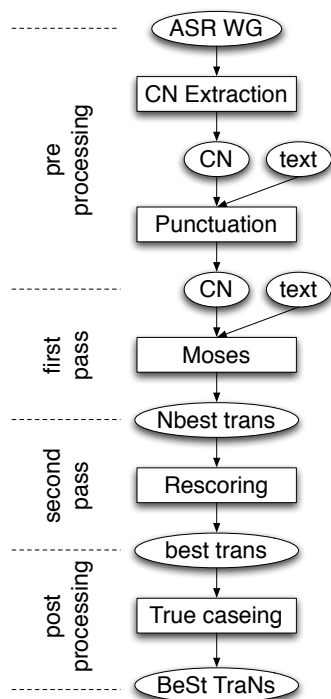 ASR WG
CN Extraction
CN
text
pre
processing
Punctuation
CN
text
first
pass
Moses
Nbest trans
second
pass
Rescoring
best trans
post
processing
True caseing
BeSt TraNs